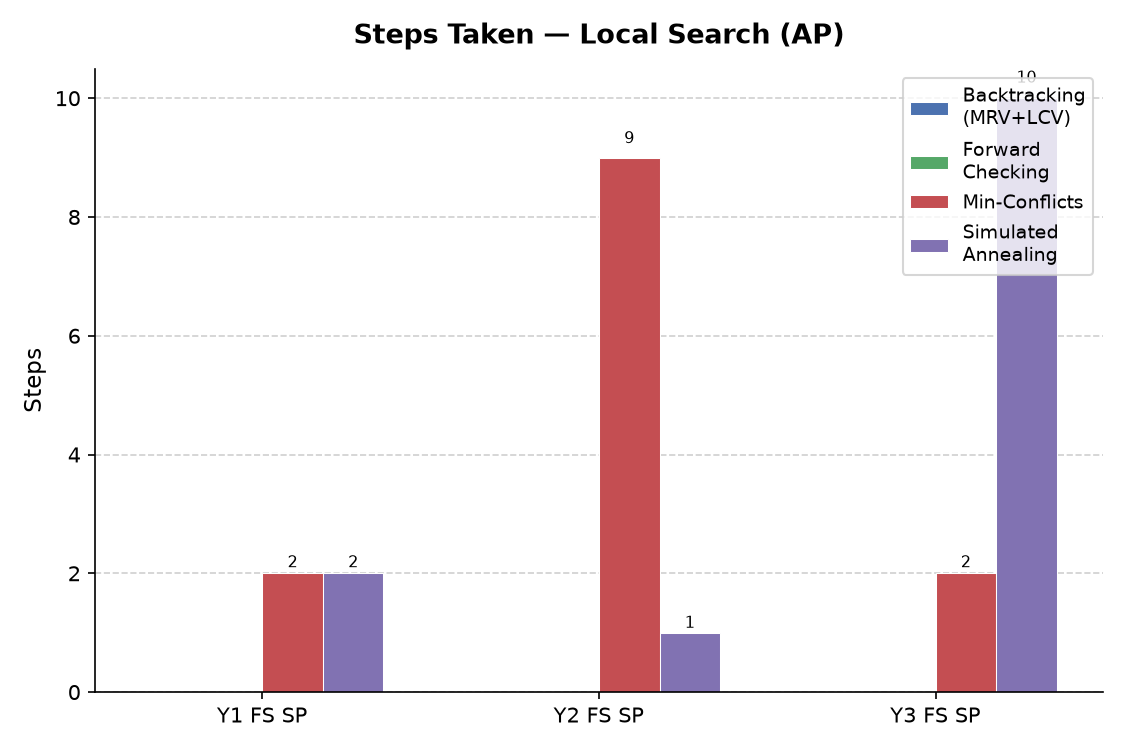 Steps Taken — Local Search (AP)
10
Backtracking
(MRV+LCV)
Forward
Checking
Min-Conflicts
Simulated
Annealing
10
8
6
4
2
0
Steps
9
2
2
1
2
Y1 FS SP
Y2 FS SP
Y3 FS SP